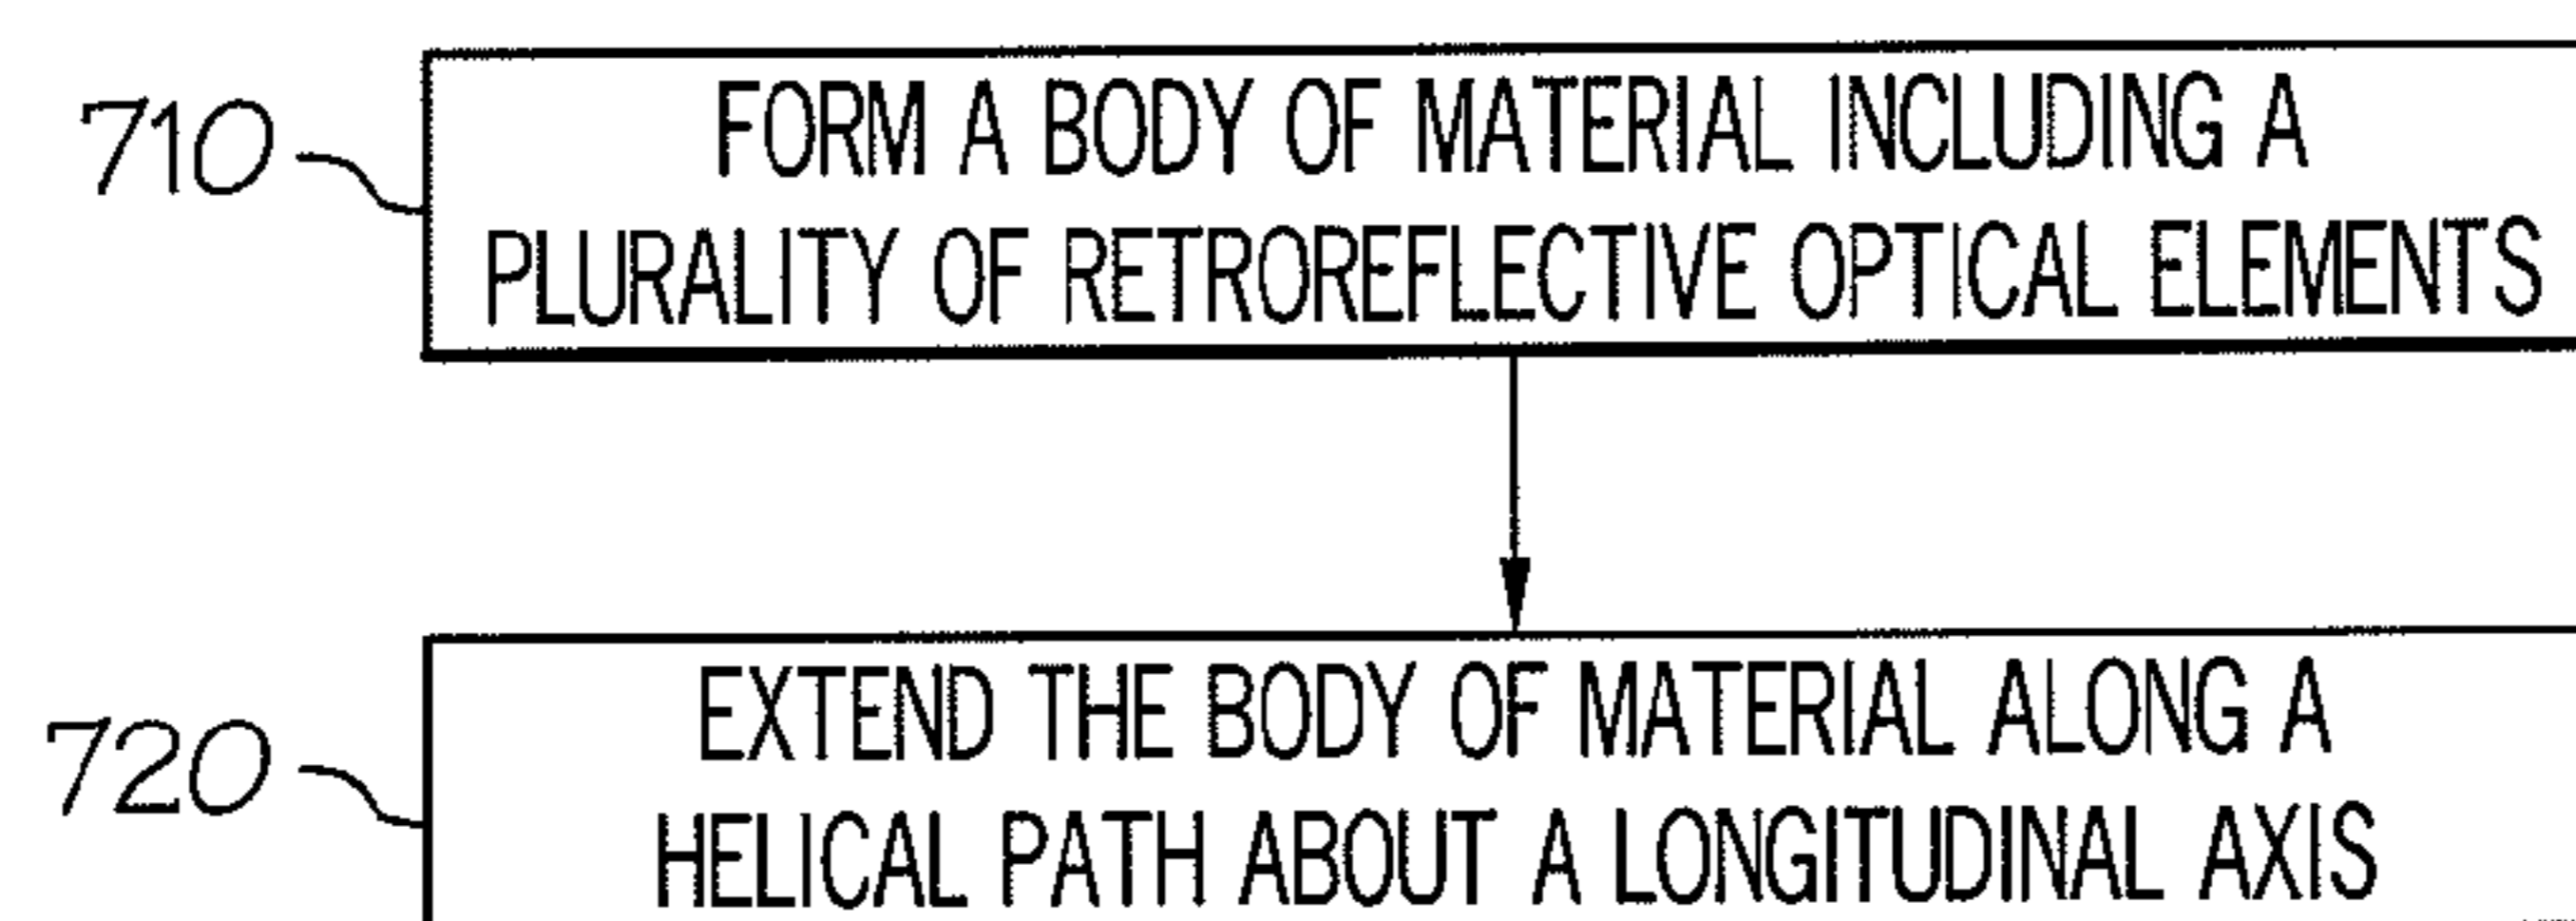 710
FORM A BODY OF MATERIAL INCLUDING A
PLURALITY OF RETROREFLECTIVE OPTICAL ELEMENTS
720
EXTEND THE BODY OF MATERIAL ALONG A
HELICAL PATH ABOUT A LONGITUDINAL AXIS